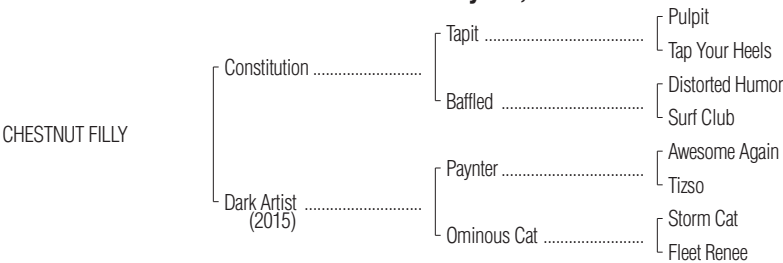 Pulpit
Tapit
Tap Your Heels
Constitution
Distorted Humor
Baffled
Surf Club
CHESTNUT FILLY
Awesome Again
Paynter
Tizso
Dark Artist
(2015)
Storm Cat
Ominous Cat
Fleet Renee